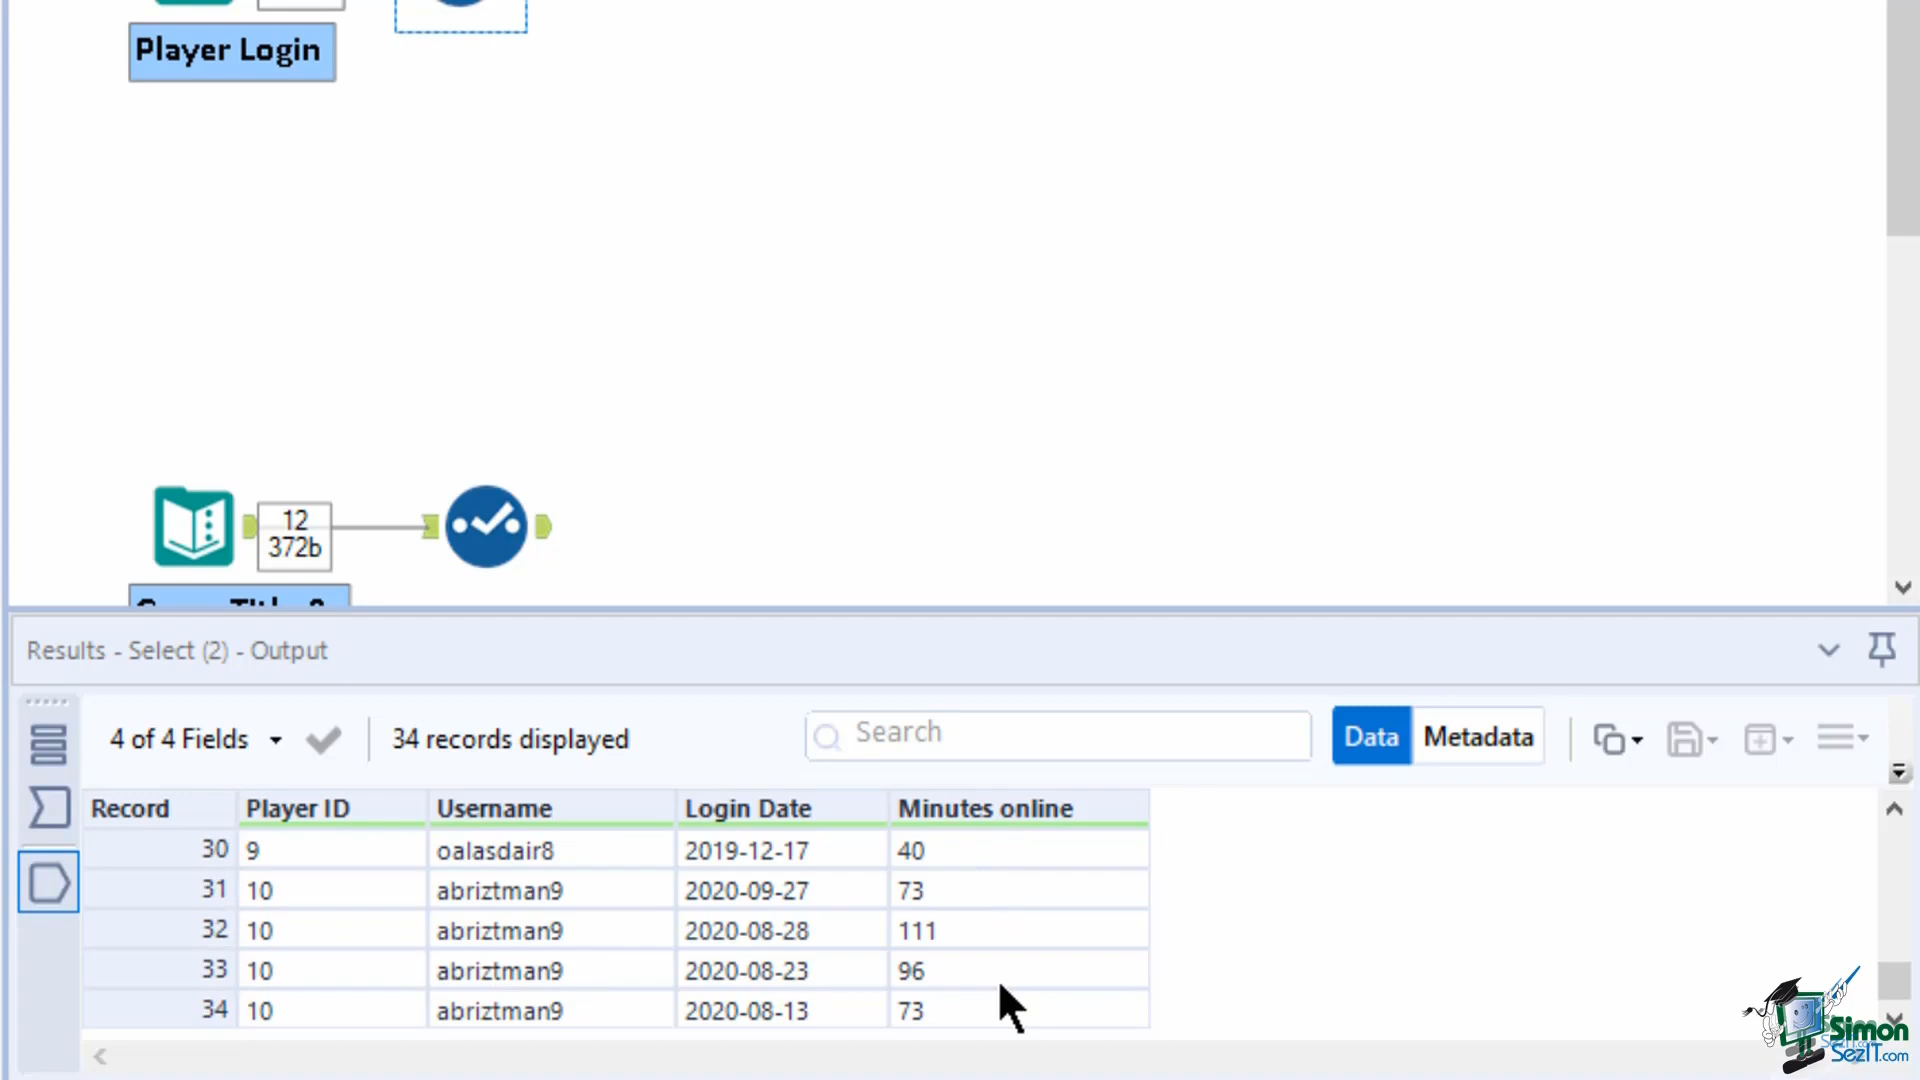 Player Login
12
372b
Results - Select (2) - Output
4 of 4 Fields
34 records displayed
Search
Data
Metadata
Record Player ID Username Login Date Minutes online
30 9 oalasdair8 2019-12-17 40
31 10 abriztman9 2020-09-27 73
32 10 abriztman9 2020-08-28 111
33 10 abriztman9 2020-08-23 96
34 10 abriztman9 2020-08-13 73
Simon
SezIT.com